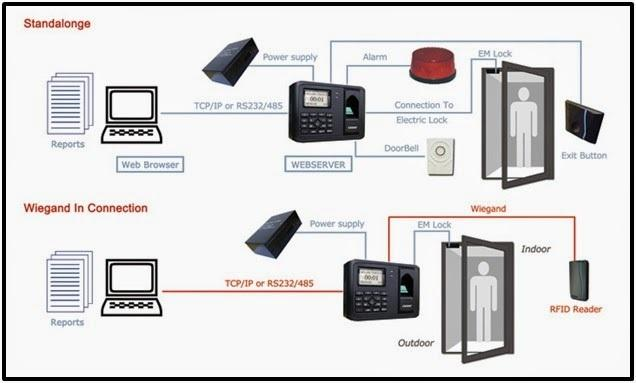 Standalonge
Power supply
Alarm
EM Lock
TCP/IP or RS232/485
Connection To
Electric Lock
Reports
Web Browser
WEBSERVER
DoorBell
Exit Button
00:01
Wiegand In Connection
Power supply
EM Lock
Wiegand
Indoor
TCP/IP or RS232/485
Reports
Outdoor
RFID Reader